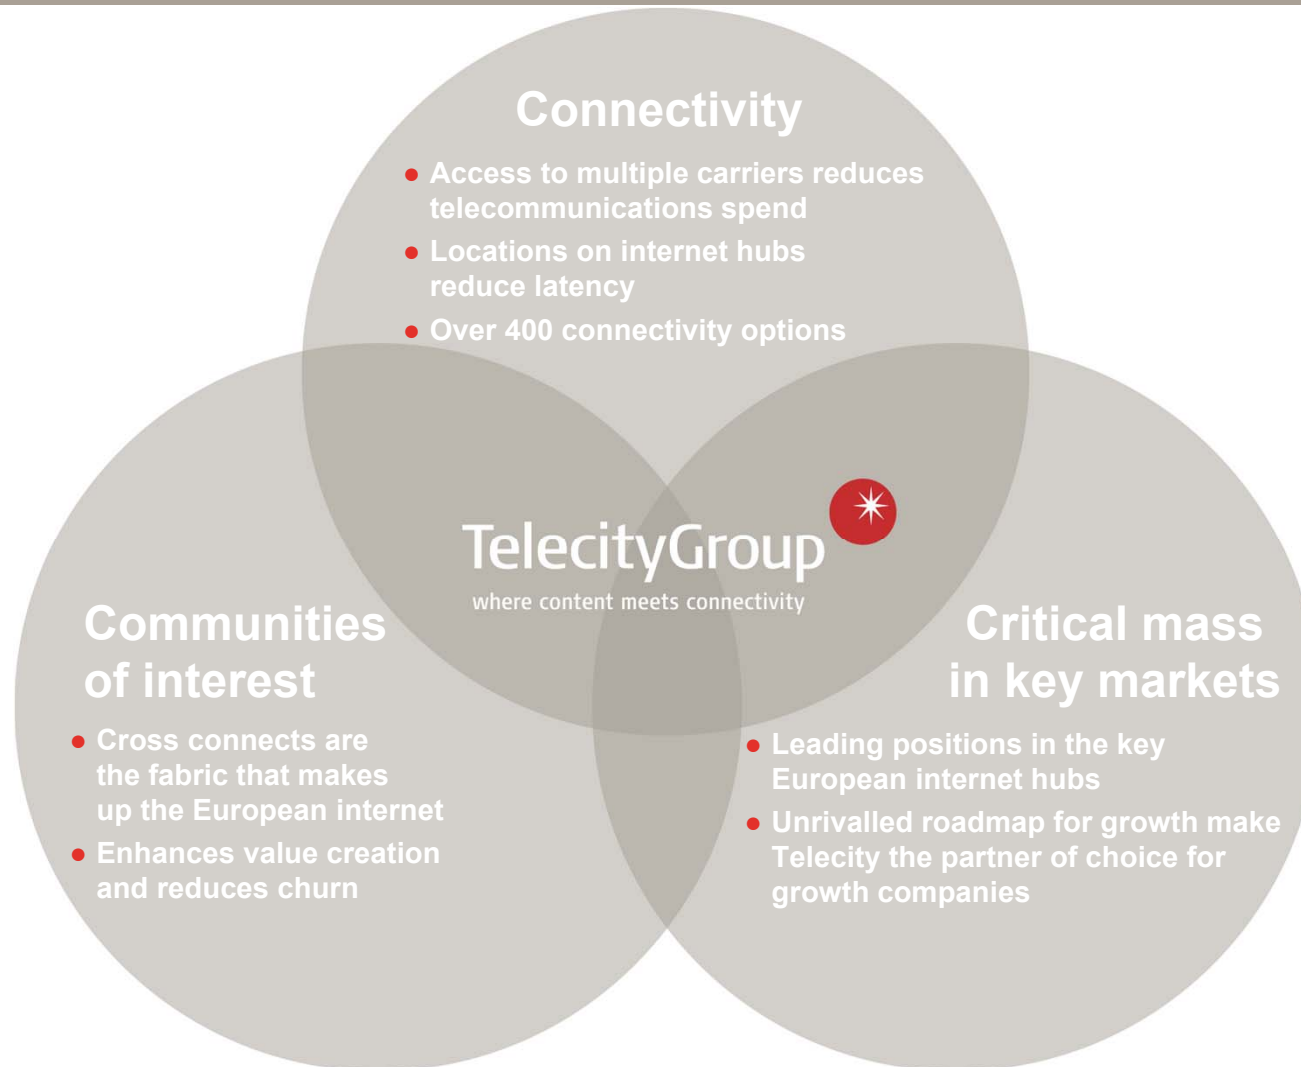 Connectivity
● Access to multiple carriers reduces
telecommunications spend
● Locations on internet hubs
reduce latency
● Over 400 connectivity options
TelecityGroup
where content meets connectivity
Communities
of interest
● Cross connects are
the fabric that makes
up the European internet
● Enhances value creation
and reduces churn
Critical mass
in key markets
● Leading positions in the key
European internet hubs
● Unrivalled roadmap for growth make
Telecity the partner of choice for
growth companies